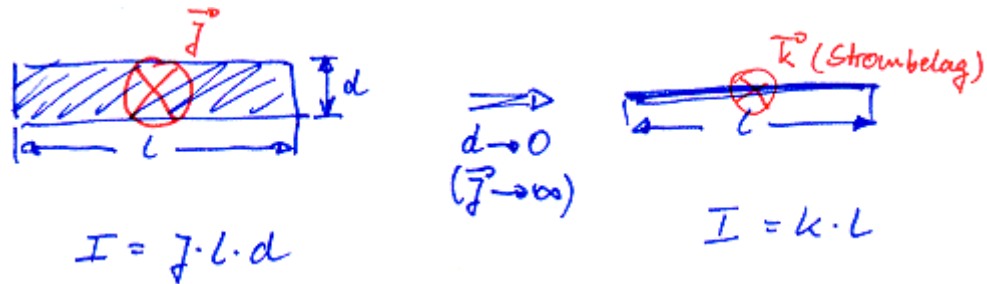 J⃗
d
l
I = J·l·d
⇒
d → 0
(J⃗ → ∞)
k⃗ (Strombelag)
l
I = k·l